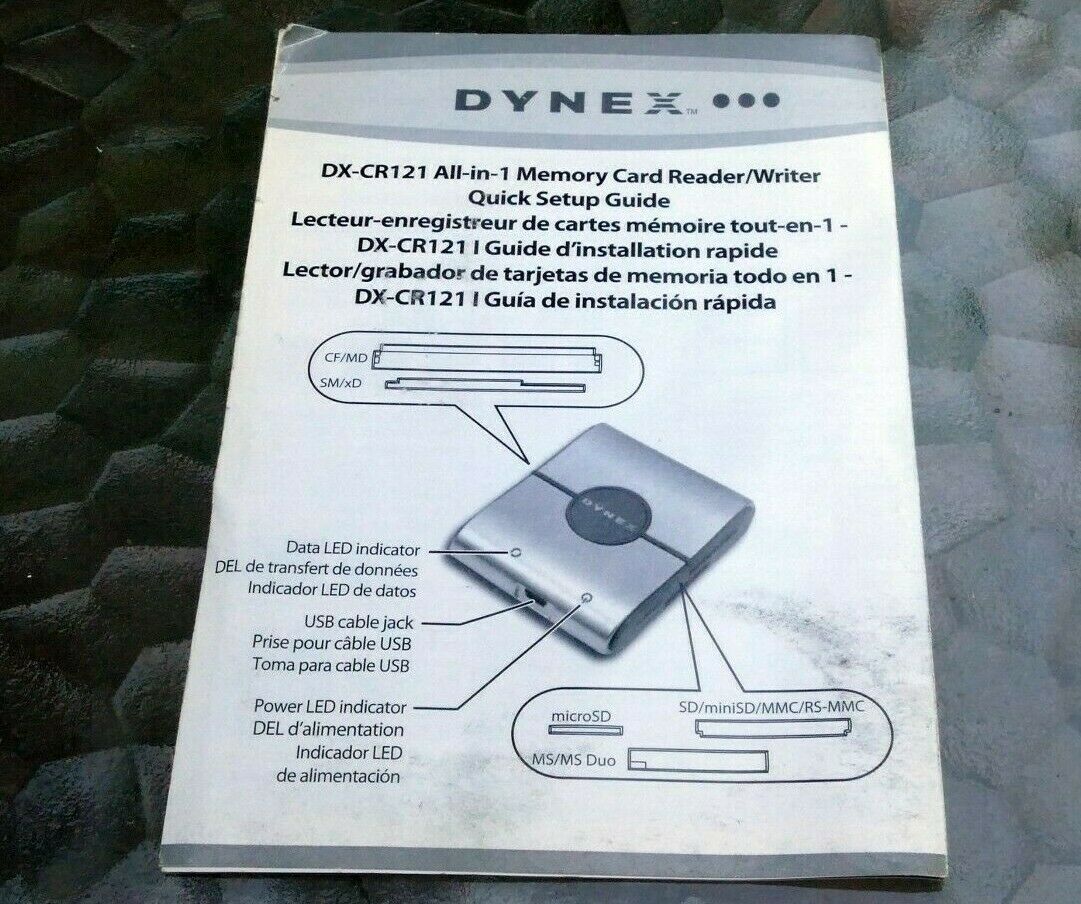 DYNEX™
DX-CR121 All-in-1 Memory Card Reader/Writer
Quick Setup Guide
Lecteur-enregistreur de cartes mémoire tout-en-1 -
DX-CR121 I Guide d'installation rapide
Lector/grabador de tarjetas de memoria todo en 1 -
DX-CR121 I Guía de instalación rápida
CF/MD
SM/xD
DYNEX
Data LED indicator
DEL de transfert de données
Indicador LED de datos
USB cable jack
Prise pour câble USB
Toma para cable USB
Power LED indicator
DEL d'alimentation
Indicador LED
de alimentación
microSD
SD/miniSD/MMC/RS-MMC
MS/MS Duo